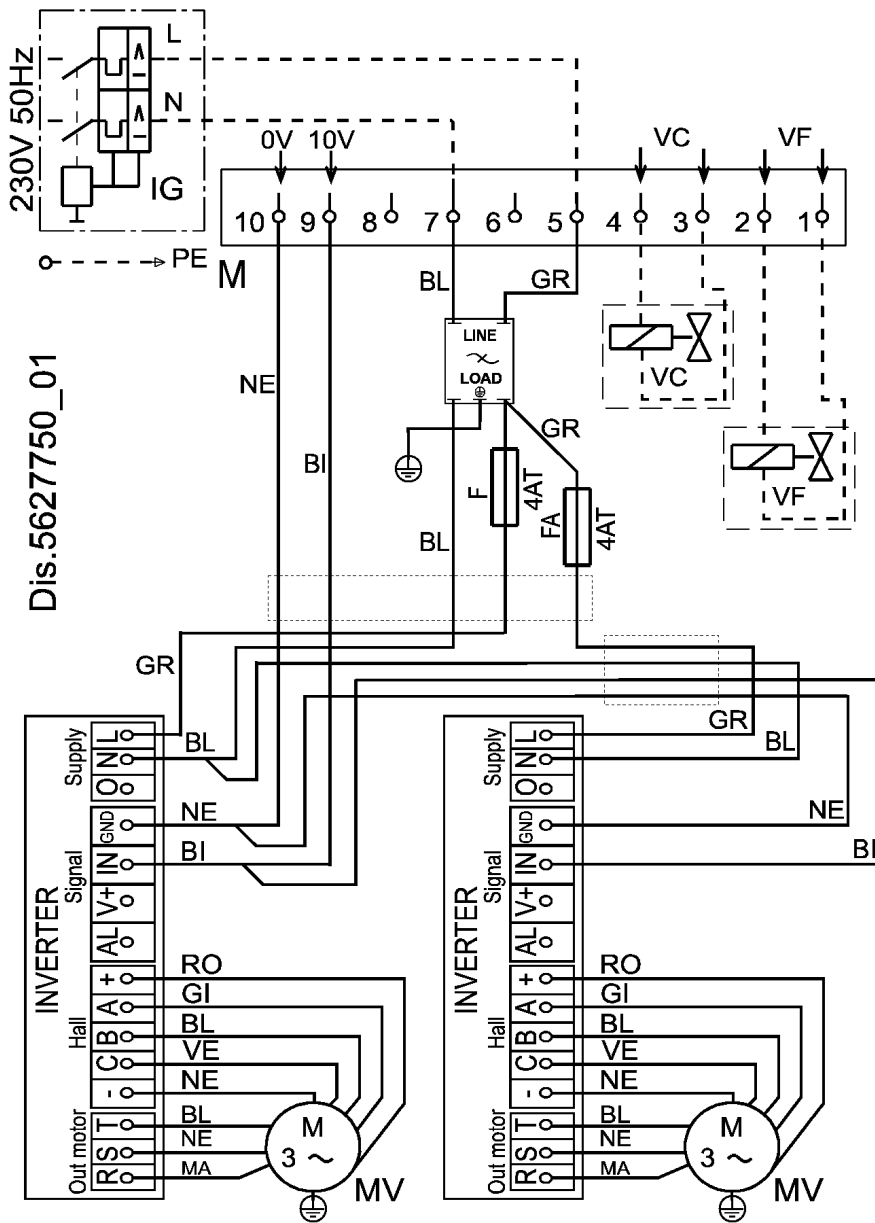 230V 50Hz
L
N
IG
PE
0V 10V VC VF
10 9 8 7 6 5 4 3 2 1
M
BL GR
LINE
LOAD
VC
VF
NE
BI
GR
F
4AT
FA
4AT
BL
Dis.5627750_01
GR
GR
BL
BL
NE
BI
NE
BI
INVERTER
Supply
L
N
O
Signal
GND
IN
V+
AL
Hall
+
A
B
C
-
Out motor
T
S
R
RO
GI
BL
VE
NE
BL
NE
MA
M
3 ~
MV
INVERTER
Supply
L
N
O
Signal
GND
IN
V+
AL
Hall
+
A
B
C
-
Out motor
T
S
R
RO
GI
BL
VE
NE
BL
NE
MA
M
3 ~
MV